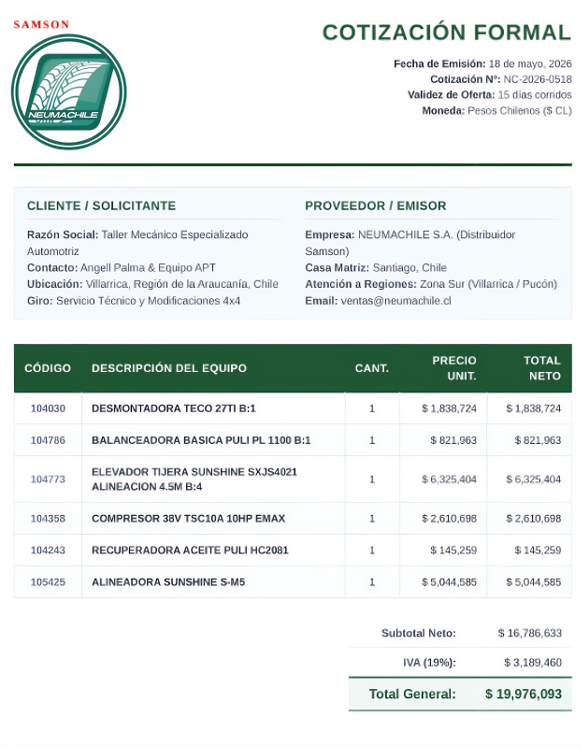 SAMSON
NEUMACHILE
COTIZACIÓN FORMAL
Fecha de Emisión: 18 de mayo, 2026
Cotización Nº: NC-2026-0518
Validez de Oferta: 15 días corridos
Moneda: Pesos Chilenos ($ CL)
CLIENTE / SOLICITANTE
Razón Social: Taller Mecánico Especializado
Automotriz
Contacto: Angell Palma & Equipo APT
Ubicación: Villarrica, Región de la Araucanía, Chile
Giro: Servicio Técnico y Modificaciones 4x4
PROVEEDOR / EMISOR
Empresa: NEUMACHILE S.A. (Distribuidor
Samson)
Casa Matriz: Santiago, Chile
Atención a Regiones: Zona Sur (Villarrica / Pucón)
Email: ventas@neumachile.cl
CÓDIGO DESCRIPCIÓN DEL EQUIPO CANT. PRECIO UNIT. TOTAL NETO
104030 DESMONTADORA TECO 27TI B:1 1 $ 1,838,724 $ 1,838,724
104786 BALANCEADORA BASICA PULI PL 1100 B:1 1 $ 821,963 $ 821,963
104773 ELEVADOR TIJERA SUNSHINE SXJS4021
ALINEACION 4.5M B:4 1 $ 6,325,404 $ 6,325,404
104358 COMPRESOR 38V TSC10A 10HP EMAX 1 $ 2,610,698 $ 2,610,698
104243 RECUPERADORA ACEITE PULI HC2081 1 $ 145,259 $ 145,259
105425 ALINEADORA SUNSHINE S-M5 1 $ 5,044,585 $ 5,044,585
Subtotal Neto: $ 16,786,633
IVA (19%): $ 3,189,460
Total General: $ 19,976,093